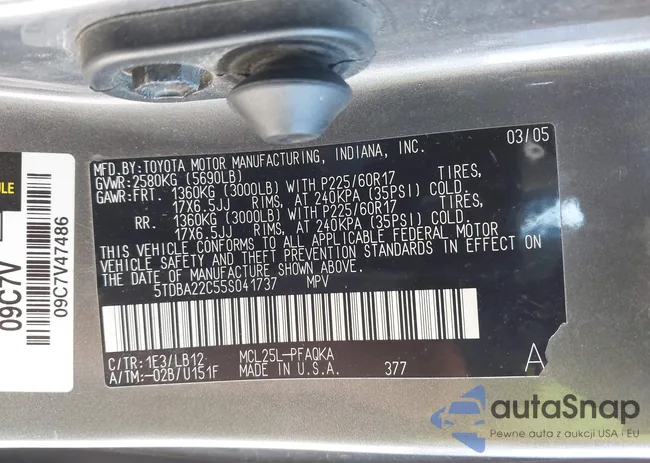 MFD.BY:TOYOTA MOTOR MANUFACTURING, INDIANA, INC. 03/05
GVWR: 2580KG (5690LB)
GAWR:FRT. 1360KG (3000LB) WITH P225/60R17 TIRES,
17X6.5JJ RIMS, AT 240KPA (35PSI) COLD.
RR. 1360KG (3000LB) WITH P225/60R17 TIRES,
17X6.5JJ RIMS, AT 240KPA (35PSI) COLD.
THIS VEHICLE CONFORMS TO ALL APPLICABLE FEDERAL MOTOR
VEHICLE SAFETY AND THEFT PREVENTION STANDARDS IN EFFECT ON
THE DATE OF MANUFACTURE SHOWN ABOVE.
5TDBA22C55S041737 MPV
C/TR: 1E3/LB12 MCL25L-PFAQKA
A/TM:-02B/U151F MADE IN U.S.A. 377
A
09C7V
09C7V47486
autoSnap
Pewne auta z aukcji USA i EU